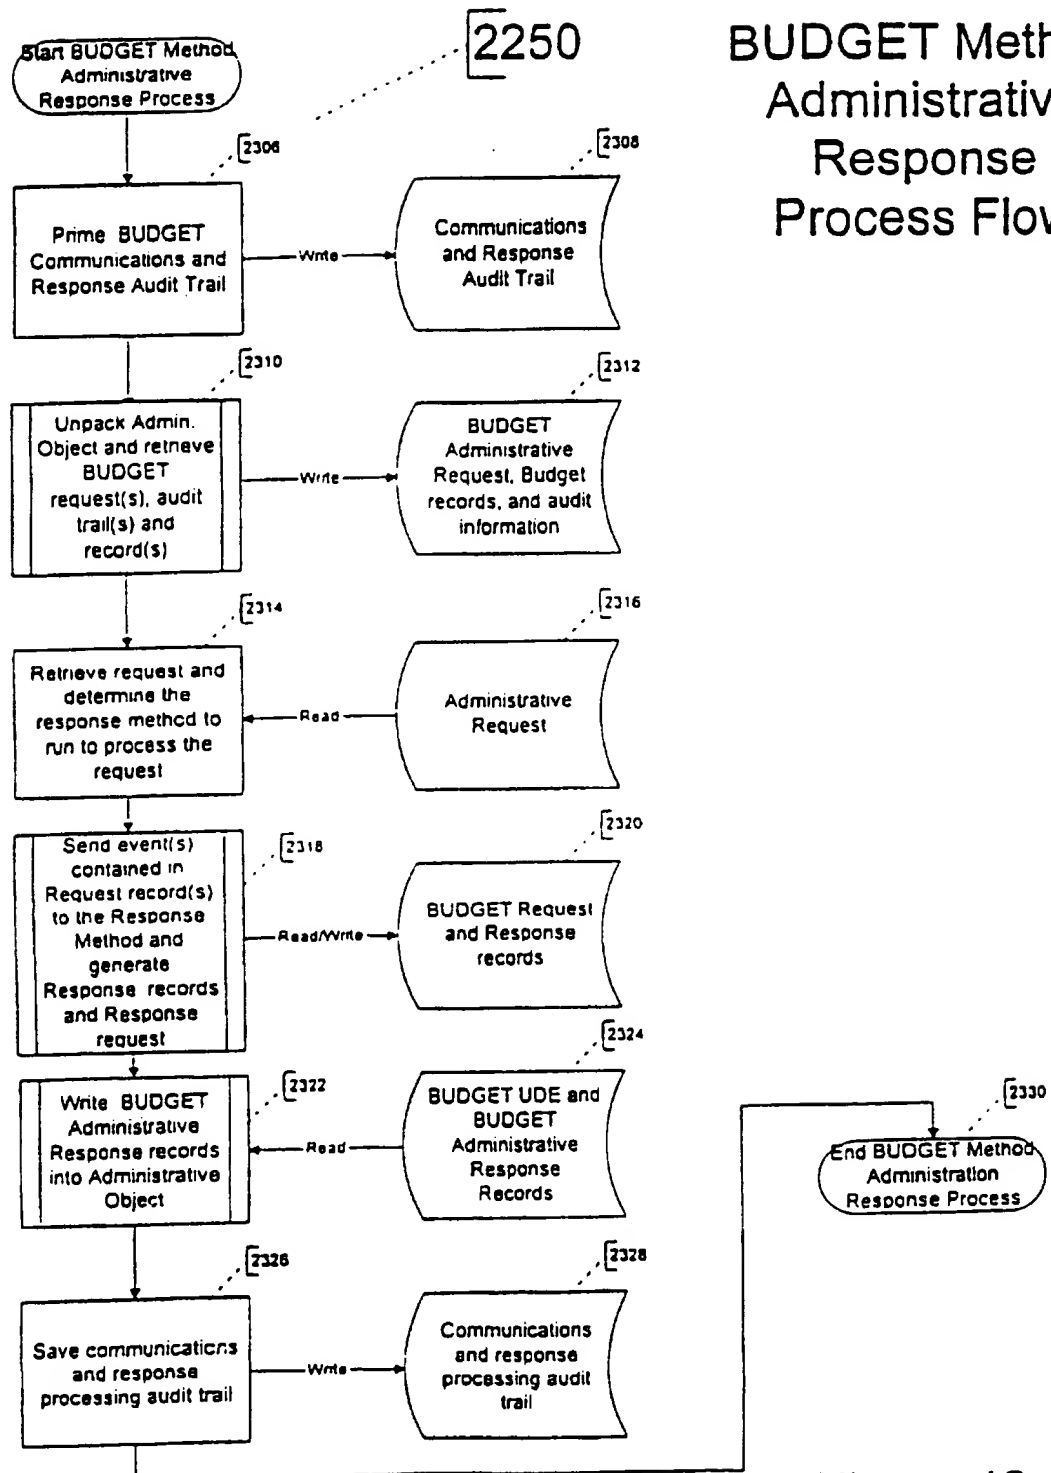 2250
BUDGET Meth
Administrativ
Response
Process Flow
Start BUDGET Method
Administrative
Response Process
2306
Prime BUDGET
Communications and
Response Audit Trail
Write
2308
Communications
and Response
Audit Trail
2310
Unpack Admin.
Object and retrieve
BUDGET
request(s), audit
trail(s) and
record(s)
Write
2312
BUDGET
Administrative
Request, Budget
records, and audit
information
2314
Retrieve request and
determine the
response method to
run to process the
request
Read
2316
Administrative
Request
2318
Send event(s)
contained in
Request record(s)
to the Response
Method and
generate
Response records
and Response
request
Read/Write
2320
BUDGET Request
and Response
records
2322
Write BUDGET
Administrative
Response records
into Administrative
Object
Read
2324
BUDGET UDE and
BUDGET
Administrative
Response
Records
2326
Save communications
and response
processing audit trail
Write
2328
Communications
and response
processing audit
trail
2330
End BUDGET Method
Administration
Response Process